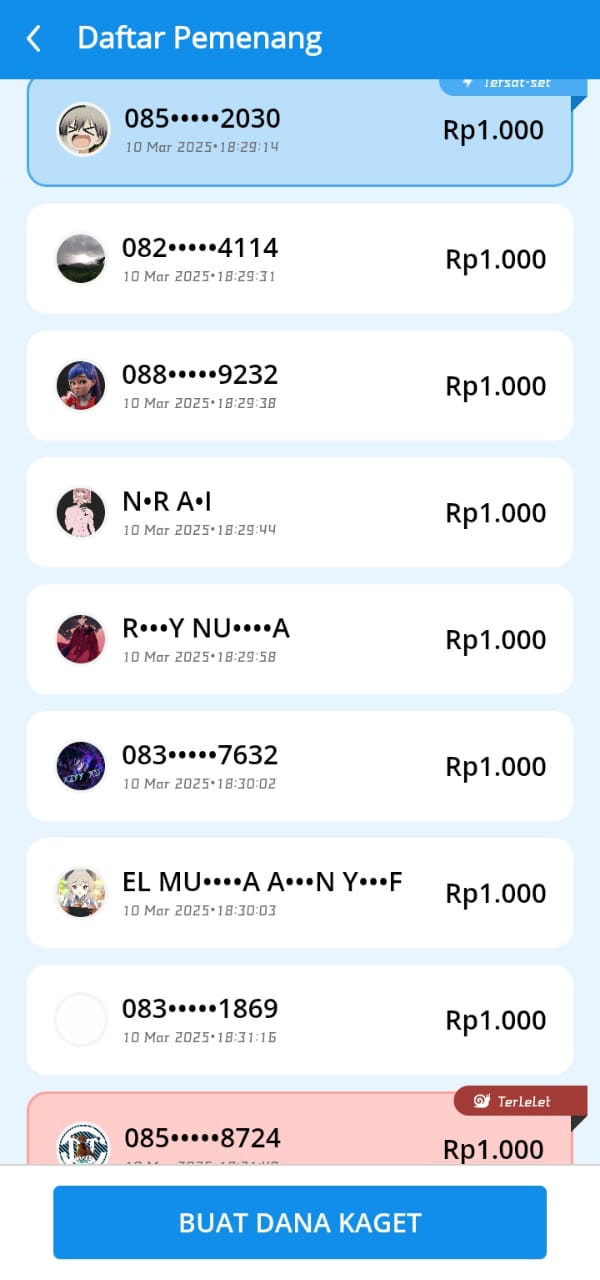 Daftar Pemenang
Tersat-set
085•••••2030
Rp1.000
10 Mar 2025•18:29:14
082•••••4114
Rp1.000
10 Mar 2025•18:29:31
088•••••9232
Rp1.000
10 Mar 2025•18:29:38
N•R A•I
Rp1.000
10 Mar 2025•18:29:44
R•••Y NU••••A
Rp1.000
10 Mar 2025•18:29:58
083•••••7632
Rp1.000
10 Mar 2025•18:30:02
EL MU••••A A•••N Y•••F
Rp1.000
10 Mar 2025•18:30:03
083•••••1869
Rp1.000
10 Mar 2025•18:31:16
Terlelet
085•••••8724
Rp1.000
BUAT DANA KAGET